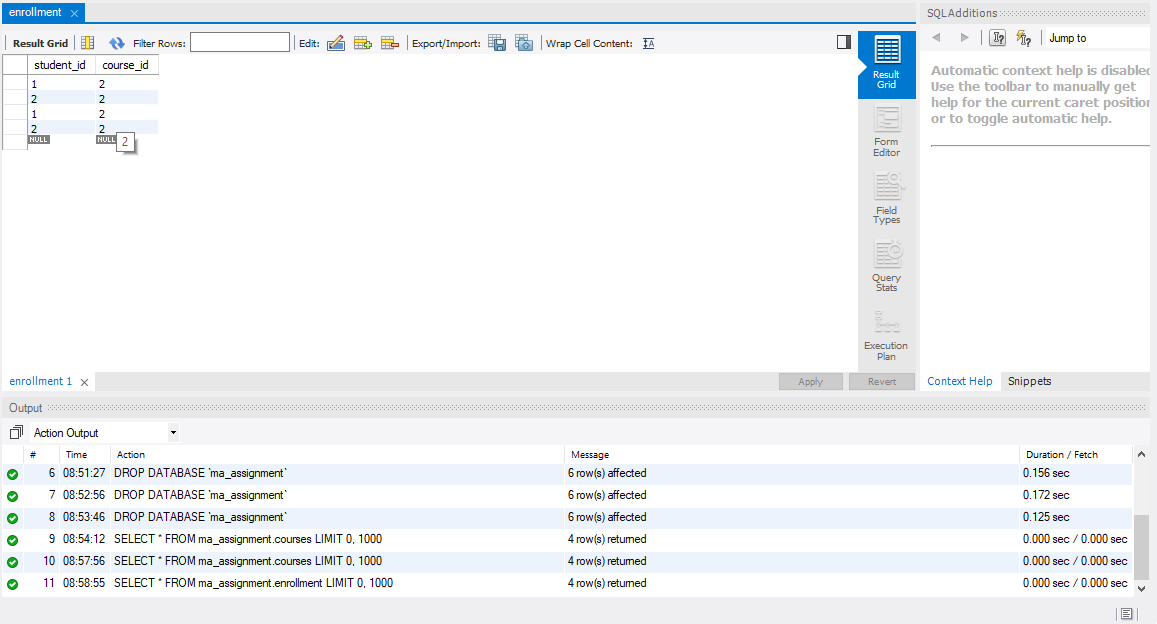 enrollment
SQLAdditions
Result Grid Filter Rows: Edit: Export/Import: Wrap Cell Content:
Jump to
student_id course_id
1 2
2 2
1 2
2 2
NULL NULL
2
Result Grid
Form Editor
Field Types
Query Stats
Execution Plan
Automatic context help is disabled
Use the toolbar to manually get
help for the current caret position
or to toggle automatic help.
enrollment 1
Apply Revert
Context Help Snippets
Output
Action Output
# Time Action Message Duration / Fetch
6 08:51:27 DROP DATABASE `ma_assignment` 6 row(s) affected 0.156 sec
7 08:52:56 DROP DATABASE `ma_assignment` 6 row(s) affected 0.172 sec
8 08:53:46 DROP DATABASE `ma_assignment` 6 row(s) affected 0.125 sec
9 08:54:12 SELECT * FROM ma_assignment.courses LIMIT 0, 1000 4 row(s) returned 0.000 sec / 0.000 sec
10 08:57:56 SELECT * FROM ma_assignment.courses LIMIT 0, 1000 4 row(s) returned 0.000 sec / 0.000 sec
11 08:58:55 SELECT * FROM ma_assignment.enrollment LIMIT 0, 1000 4 row(s) returned 0.000 sec / 0.000 sec